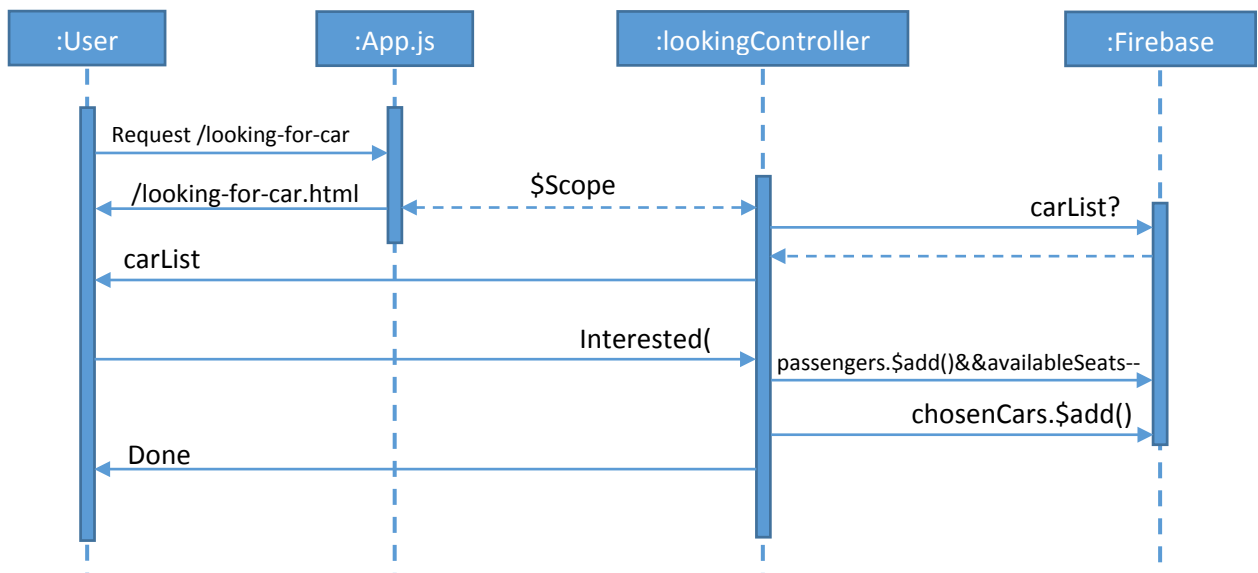 :User
:App.js
:lookingController
:Firebase
Request /looking-for-car
/looking-for-car.html
$Scope
carList?
carList
Interested(
passengers.$add()&&availableSeats--
chosenCars.$add()
Done